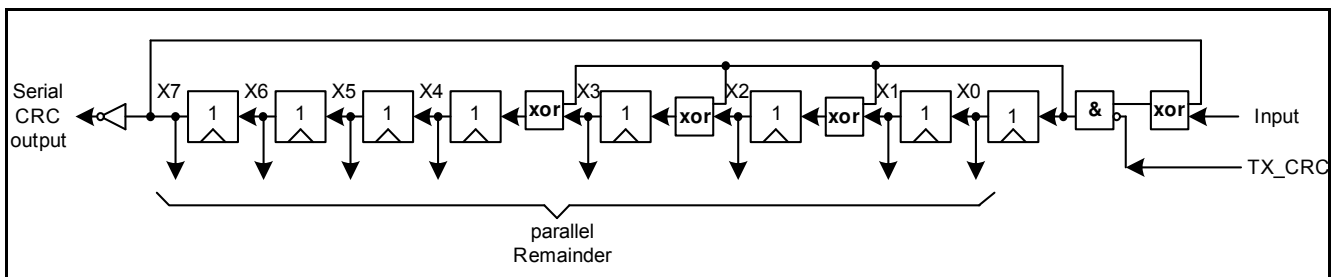 Serial
CRC
output
X7
1
X6
1
X5
1
X4
1
xor
X3
1
xor
X2
1
xor
X1
1
X0
1
&
xor
Input
TX_CRC
parallel
Remainder